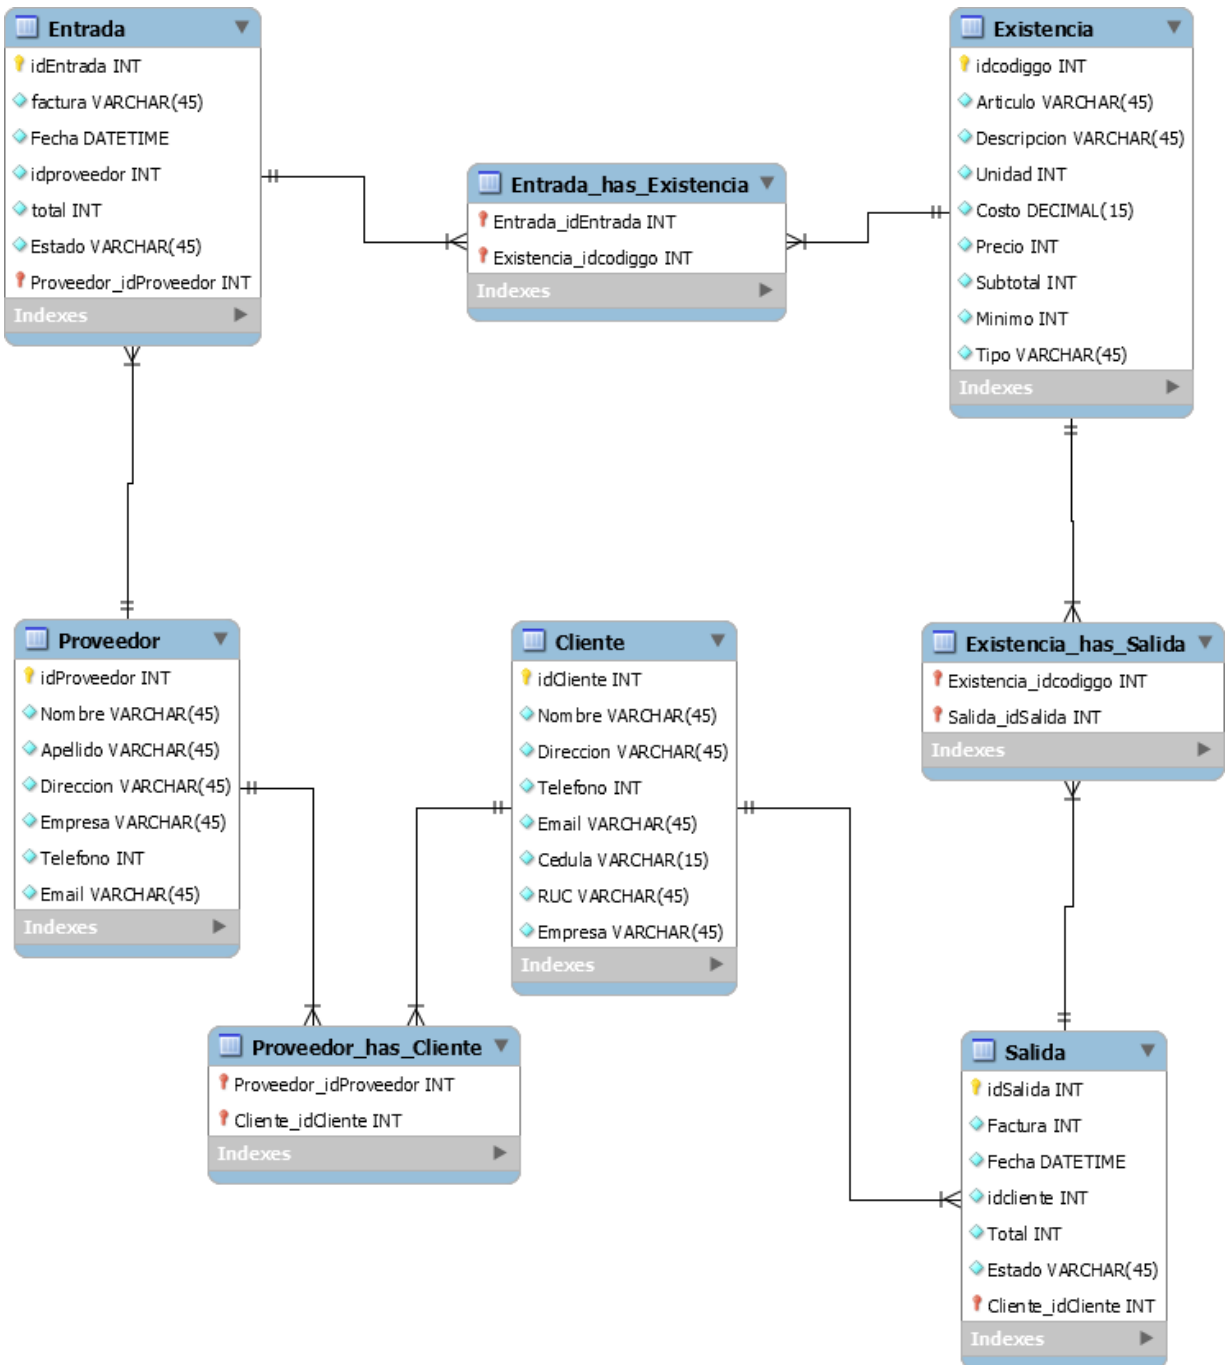 Entrada
idEntrada INT
factura VARCHAR(45)
Fecha DATETIME
idproveedor INT
total INT
Estado VARCHAR(45)
Proveedor_idProveedor INT
Indexes
Entrada_has_Existencia
Entrada_idEntrada INT
Existencia_idcodiggo INT
Indexes
Existencia
idcodiggo INT
Articulo VARCHAR(45)
Descripcion VARCHAR(45)
Unidad INT
Costo DECIMAL(15)
Precio INT
Subtotal INT
Minimo INT
Tipo VARCHAR(45)
Indexes
Proveedor
idProveedor INT
Nombre VARCHAR(45)
Apellido VARCHAR(45)
Direccion VARCHAR(45)
Empresa VARCHAR(45)
Telefono INT
Email VARCHAR(45)
Indexes
Cliente
idCliente INT
Nombre VARCHAR(45)
Direccion VARCHAR(45)
Telefono INT
Email VARCHAR(45)
Cedula VARCHAR(15)
RUC VARCHAR(45)
Empresa VARCHAR(45)
Indexes
Existencia_has_Salida
Existencia_idcodiggo INT
Salida_idSalida INT
Indexes
Proveedor_has_Cliente
Proveedor_idProveedor INT
Cliente_idCliente INT
Indexes
Salida
idSalida INT
Factura INT
Fecha DATETIME
idcliente INT
Total INT
Estado VARCHAR(45)
Cliente_idCliente INT
Indexes